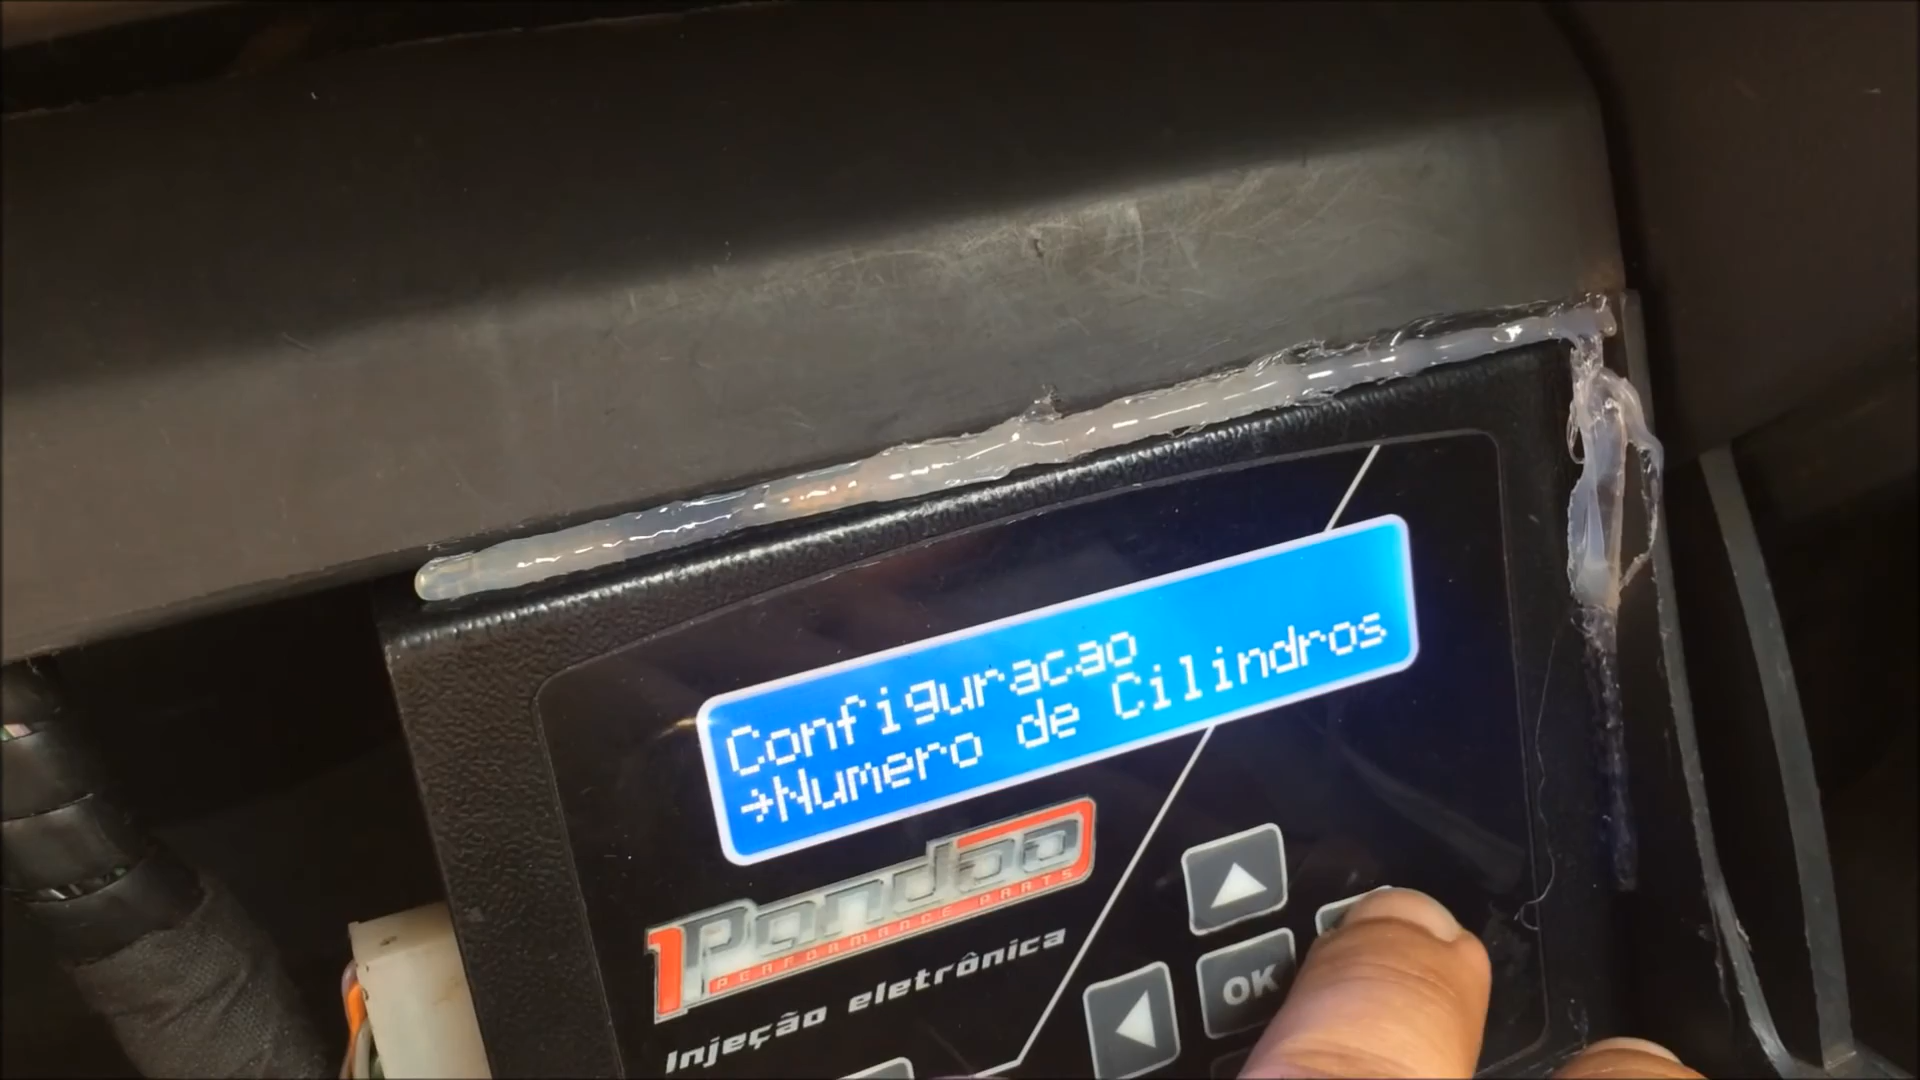 Configuracao
→Numero de Cilindros
Pandoo
PERFORMANCE PARTS
Injeção eletrônica
OK